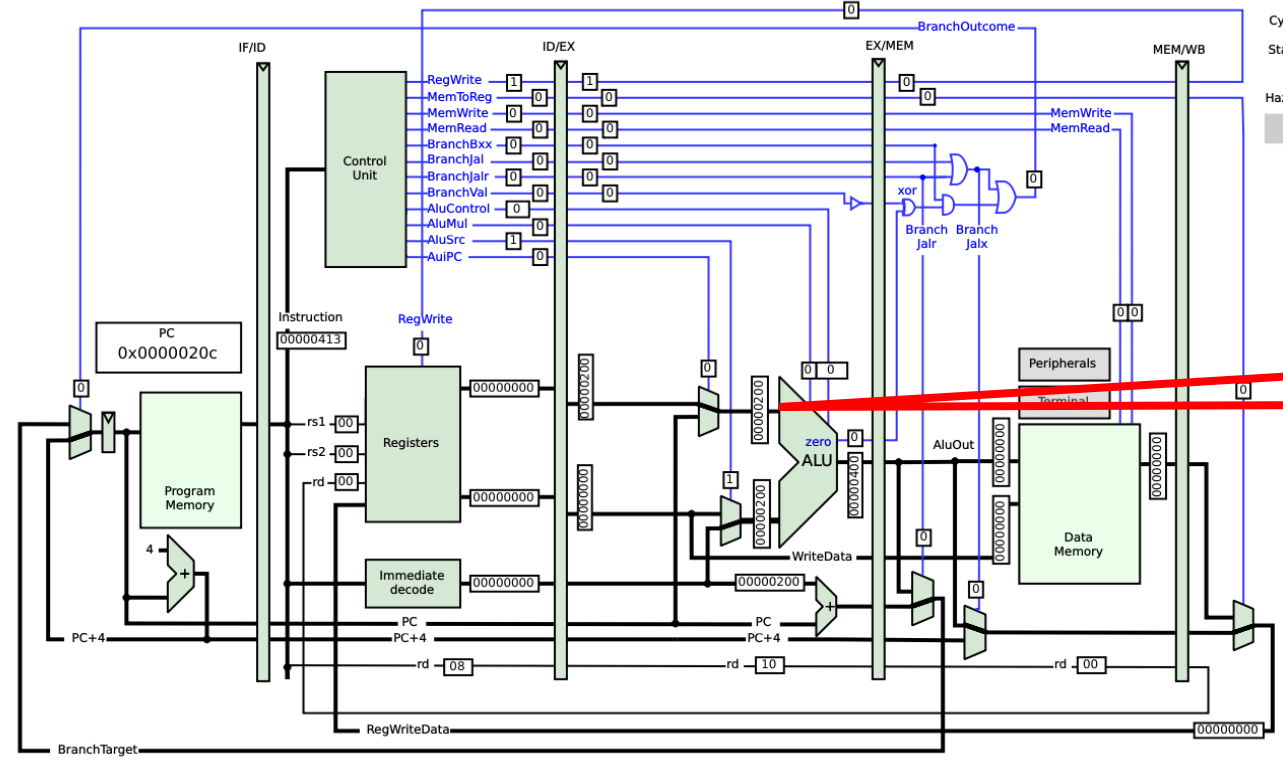 0
BranchOutcome
Cy
IF/ID
ID/EX
EX/MEM
MEM/WB
Sta
RegWrite 1 1 0
MemToReg 0 0 0
Haz
MemWrite 0 0 MemWrite
MemRead 0 0 MemRead
BranchBxx 0 0
BranchJal 0 0
Control
Unit
BranchJalr 0 0 0
BranchVal 0 0 xor
AluControl 0
AluMul 0
Branch
Jalr
Branch
Jalx
AluSrc 1
AuiPC 0
Instruction
00000413
RegWrite
0
0 0
PC
0x0000020c
0
00000200
0
00000200
0 0
Peripherals
Terminal
0
Program
Memory
rs1 00
rs2 00
rd 00
Registers
00000000
00000000
00000000
1
00000200
zero 0
ALU
00000400
AluOut
00000000
00000000
00000000
Data
Memory
0
WriteData
4
+
Immediate
decode
00000000
00000200
+
0
PC
PC
PC+4
PC+4
PC+4
rd 08
rd 10
rd 00
RegWriteData
00000000
BranchTarget